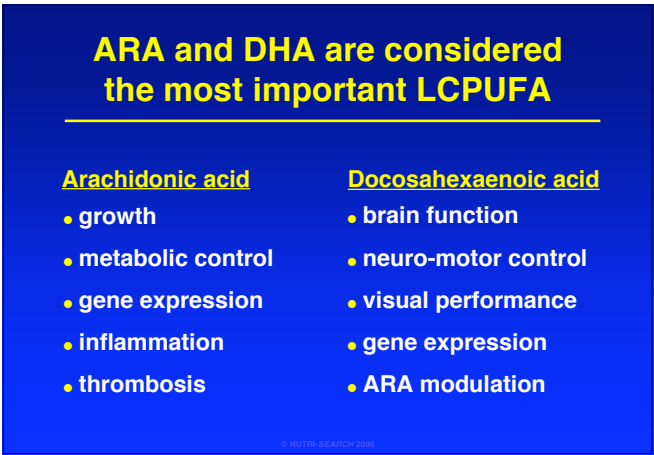 ARA and DHA are considered
the most important LCPUFA
Arachidonic acid
• growth
• metabolic control
• gene expression
• inflammation
• thrombosis
Docosahexaenoic acid
• brain function
• neuro-motor control
• visual performance
• gene expression
• ARA modulation
© NUTRI-SEARCH 2006